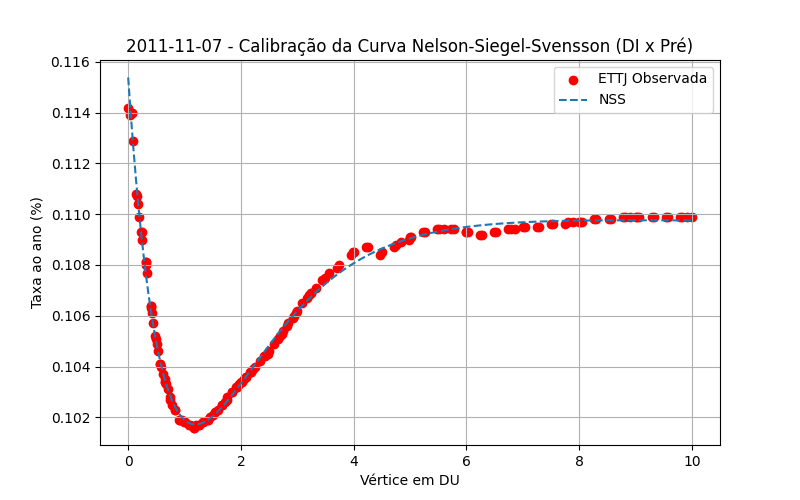 2011-11-07 - Calibração da Curva Nelson-Siegel-Svensson (DI x Pré)
ETTJ Observada
NSS
Taxa ao ano (%)
0.116
0.114
0.112
0.110
0.108
0.106
0.104
0.102
0 2 4 6 8 10
Vértice em DU